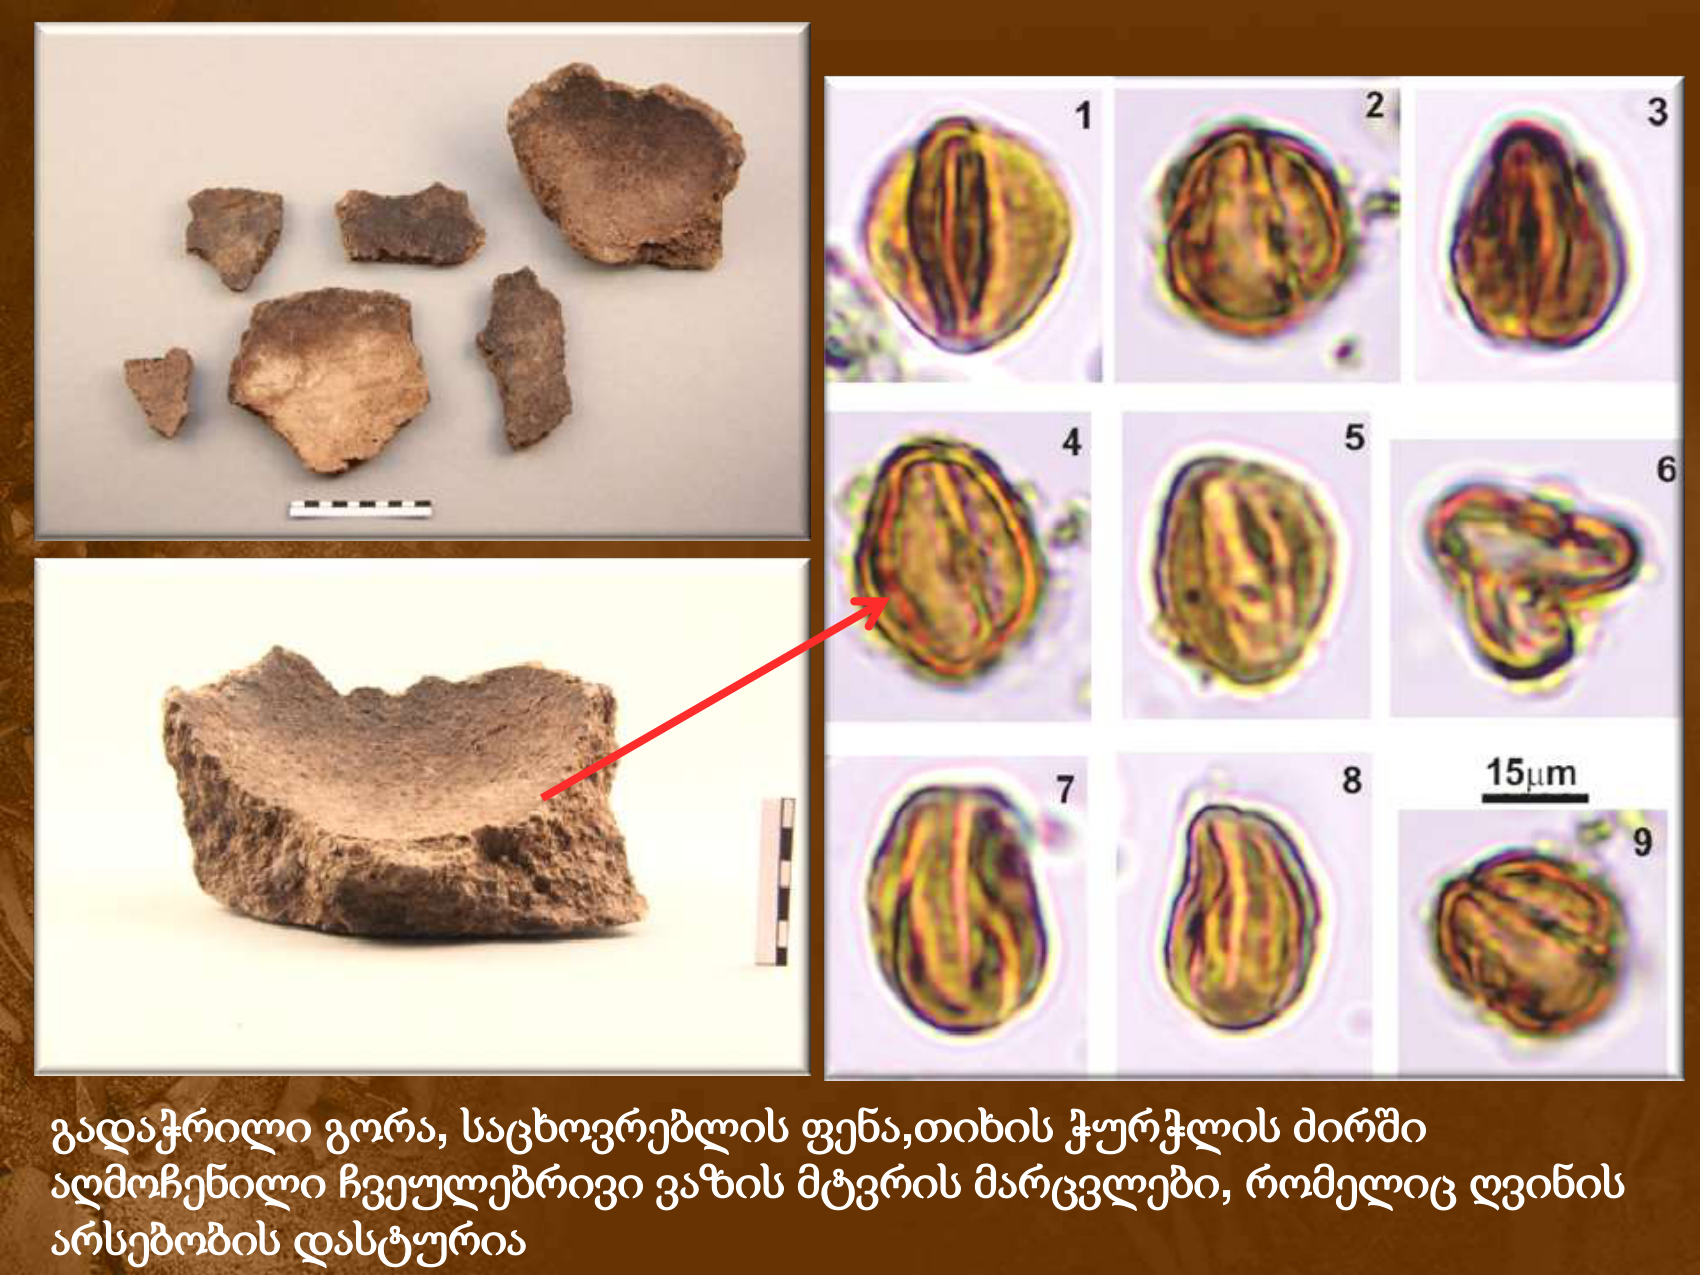 1
2
3
4
5
6
7
8
15µm
9
გადაჭრილი გორა, საცხოვრებლის ფენა,თიხის ჭურჭლის ძირში
აღმოჩენილი ჩვეულებრივი ვაზის მტვრის მარცვლები, რომელიც ღვინის
არსებობის დასტურია